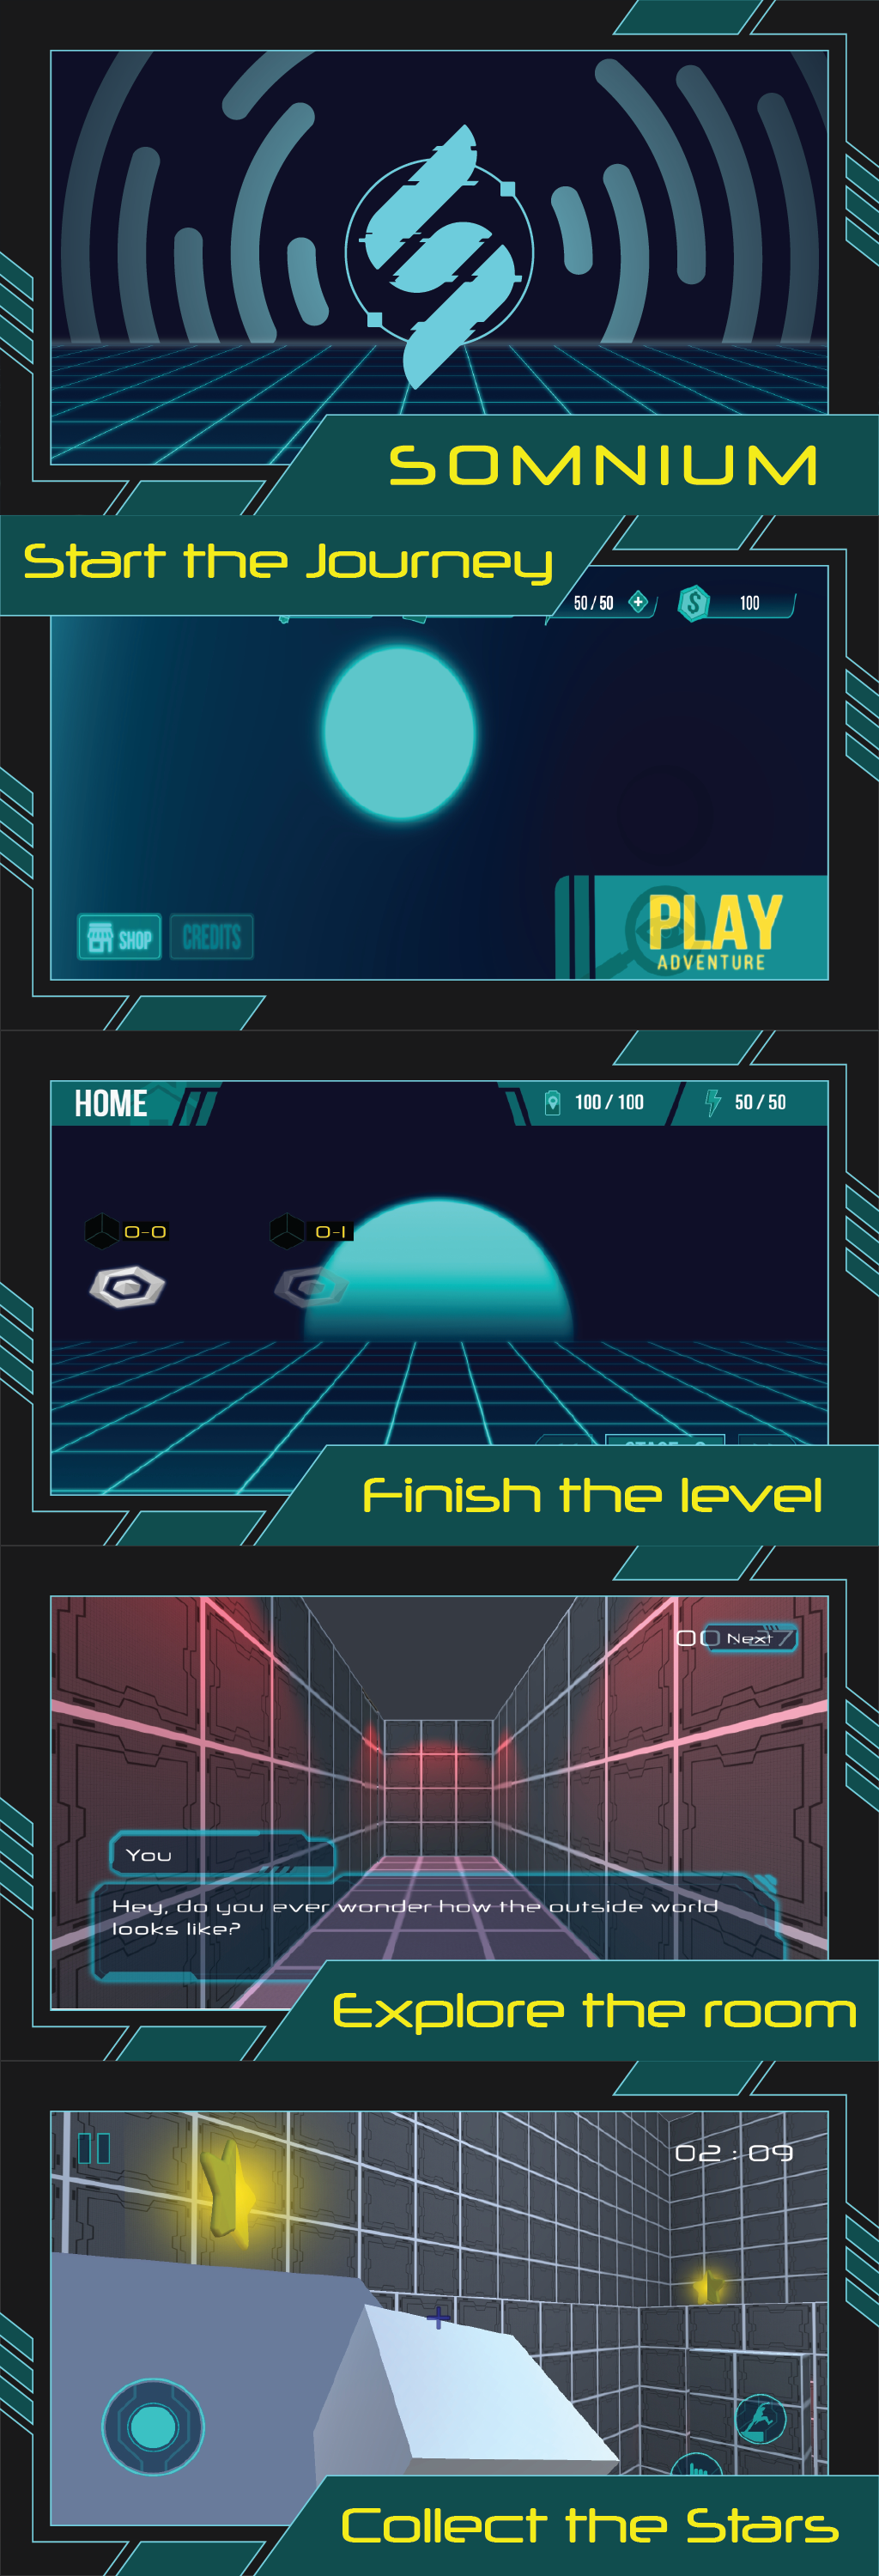 SOMNIUM
Start the Journey
50 / 50
100
SHOP
CREDITS
PLAY
ADVENTURE
HOME
100 / 100
50 / 50
0-0
0-1
Finish the level
Next
You
Hey, do you ever wonder how the outside world
looks like?
Explore the room
02:09
Collect the Stars